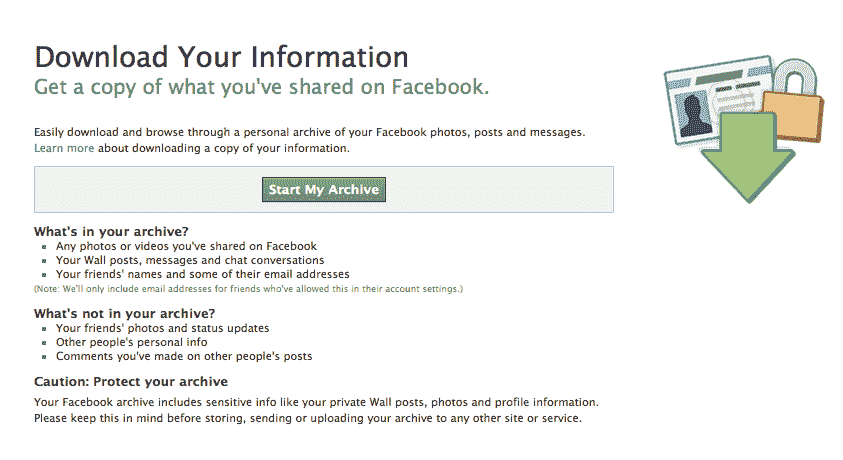 Download Your Information
Get a copy of what you've shared on Facebook.
Easily download and browse through a personal archive of your Facebook photos, posts and messages.
Learn more about downloading a copy of your information.
Start My Archive
What's in your archive?
Any photos or videos you've shared on Facebook
Your Wall posts, messages and chat conversations
Your friends' names and some of their email addresses
(Note: We'll only include email addresses for friends who've allowed this in their account settings.)
What's not in your archive?
Your friends' photos and status updates
Other people's personal info
Comments you've made on other people's posts
Caution: Protect your archive
Your Facebook archive includes sensitive info like your private Wall posts, photos and profile information.
Please keep this in mind before storing, sending or uploading your archive to any other site or service.